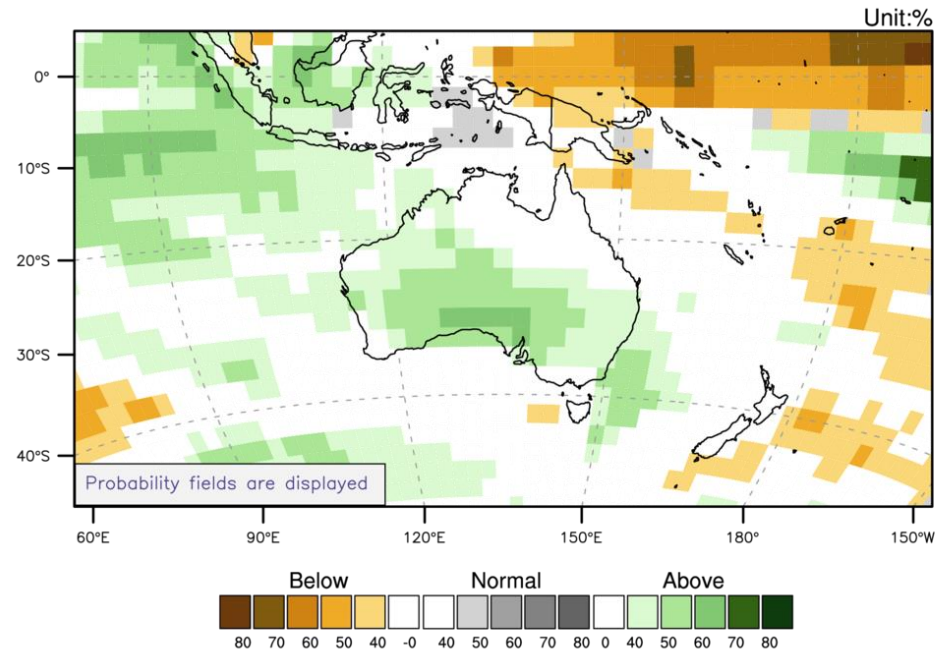 Unit:%
0°
10°S
20°S
30°S
40°S
Probability fields are displayed
60°E 90°E 120°E 150°E 180° 150°W
Below Normal Above
80 70 60 50 40 -0 40 50 60 70 80 0 40 50 60 70 80